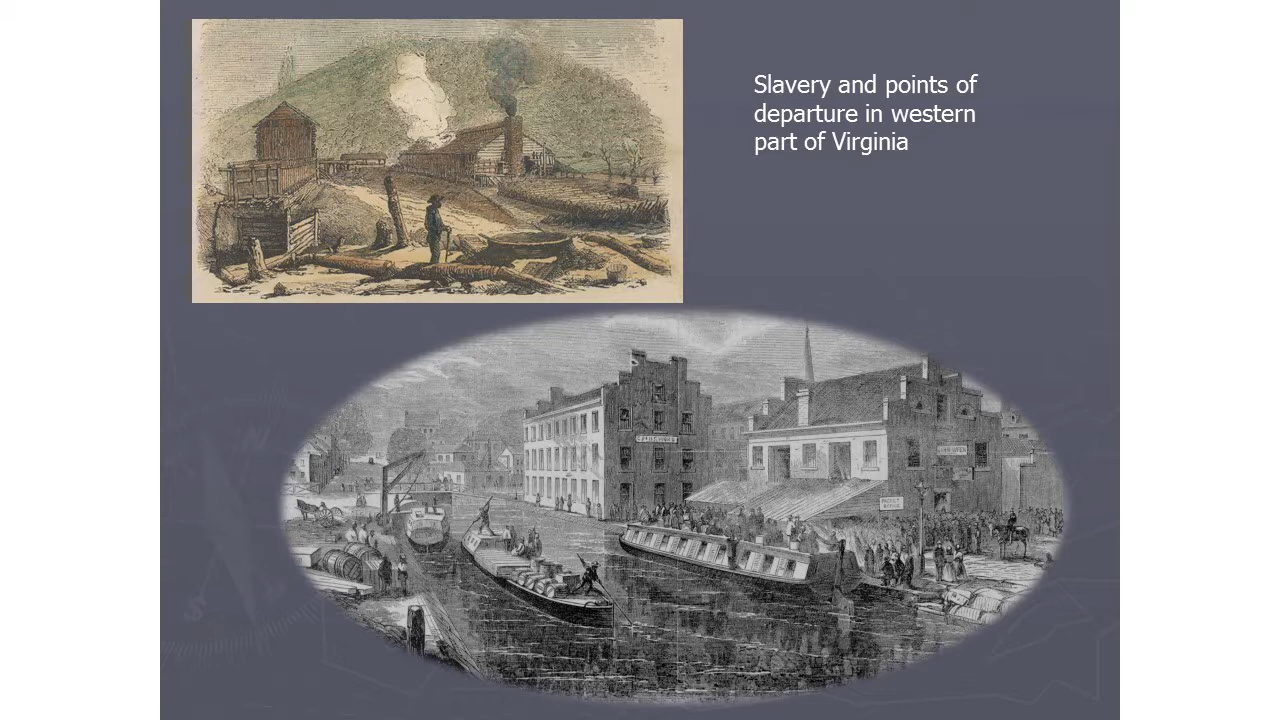 Slavery and points of
departure in western
part of Virginia